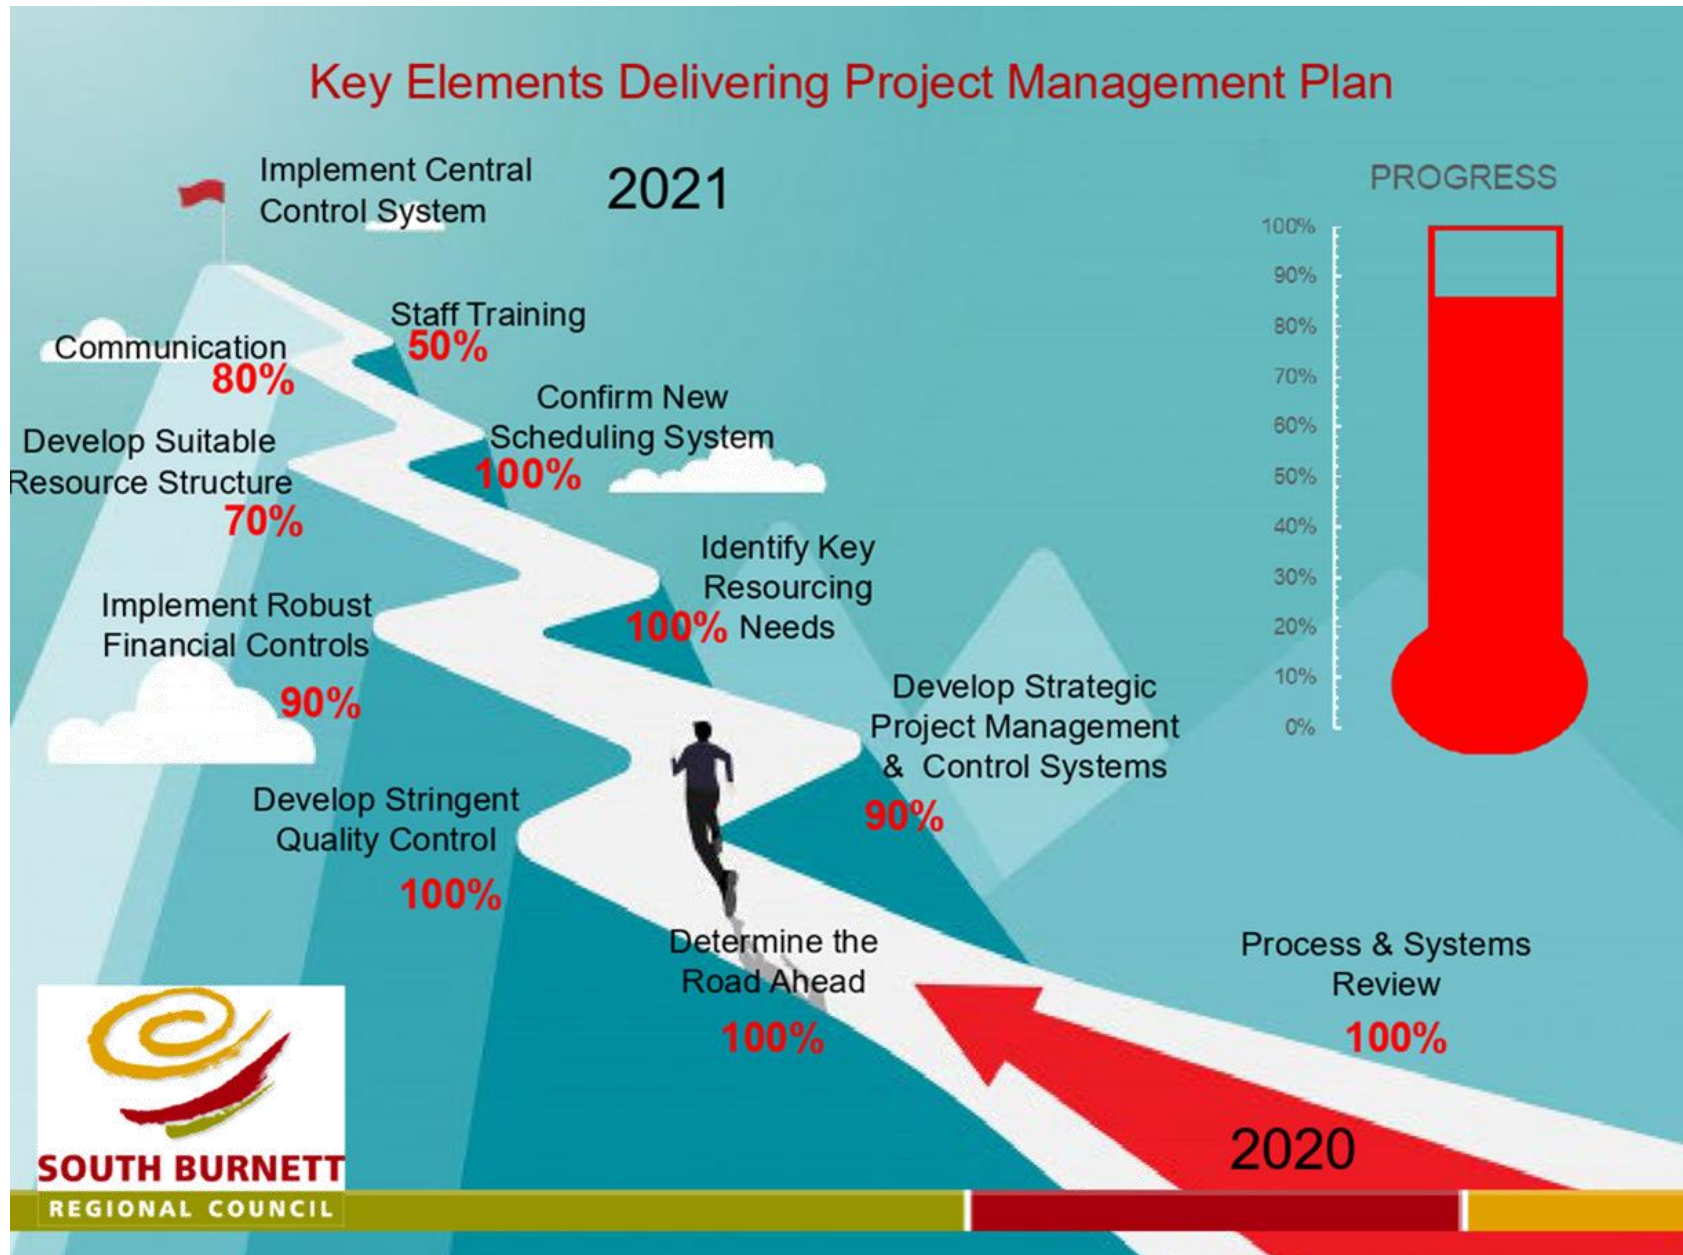 Key Elements Delivering Project Management Plan
Implement Central
Control System
2021
PROGRESS
100%
90%
80%
70%
60%
50%
40%
30%
20%
10%
0%
Staff Training
50%
Communication
80%
Confirm New
Scheduling System
100%
Develop Suitable
Resource Structure
70%
Identify Key
Resourcing
100% Needs
Implement Robust
Financial Controls
90%
Develop Strategic
Project Management
& Control Systems
90%
Develop Stringent
Quality Control
100%
Determine the
Road Ahead
100%
Process & Systems
Review
100%
2020
SOUTH BURNETT
REGIONAL COUNCIL